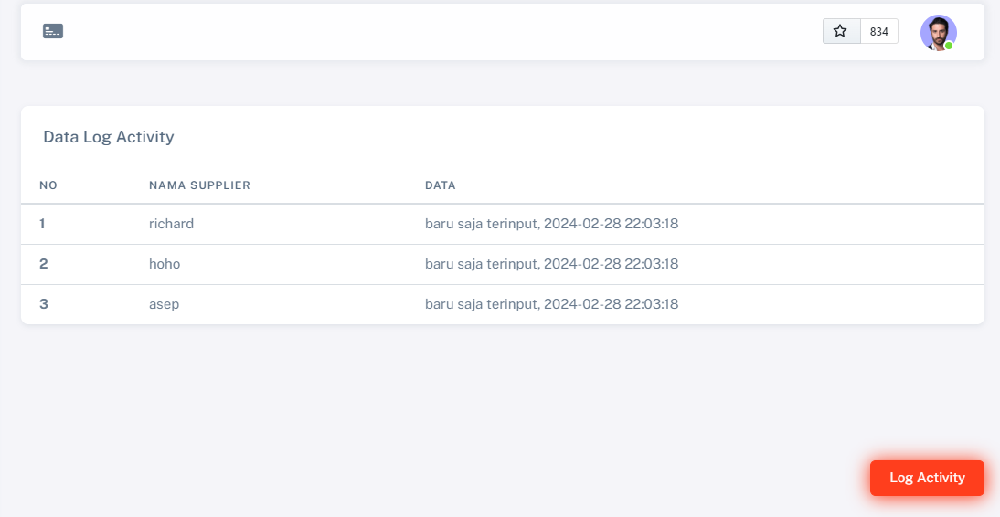 834
Data Log Activity
NO NAMA SUPPLIER DATA
1 richard baru saja terinput, 2024-02-28 22:03:18
2 hoho baru saja terinput, 2024-02-28 22:03:18
3 asep baru saja terinput, 2024-02-28 22:03:18
Log Activity